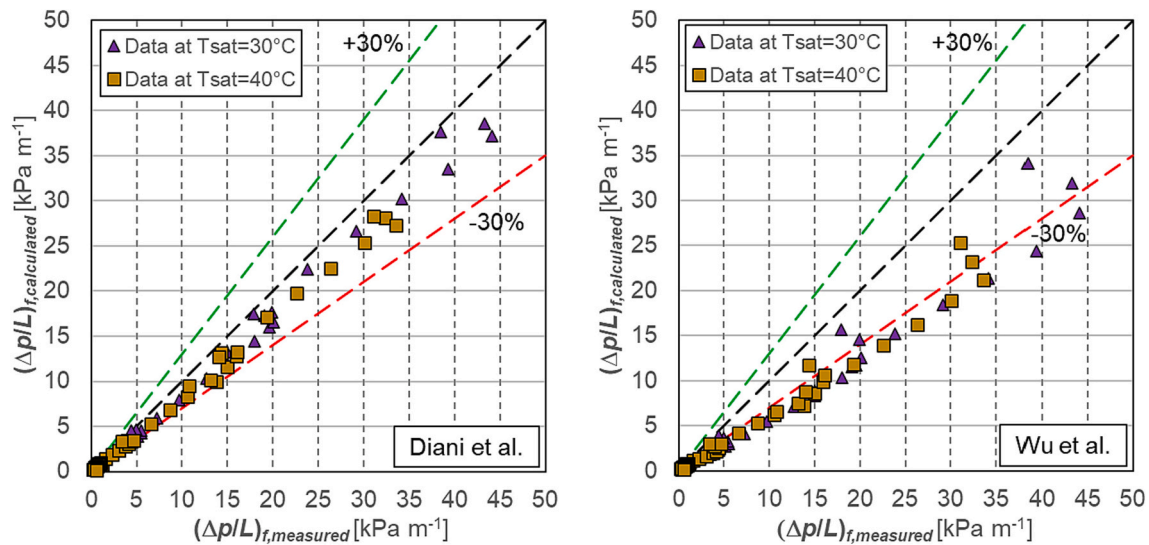 50
45
40
35
30
25
20
15
10
5
0
(Δp/L)f,calculated [kPa m-1]
Data at Tsat=30°C
Data at Tsat=40°C
+30%
-30%
Diani et al.
0 5 10 15 20 25 30 35 40 45 50
(Δp/L)f,measured [kPa m-1]
50
45
40
35
30
25
20
15
10
5
0
(Δp/L)f,calculated [kPa m-1]
Data at Tsat=30°C
Data at Tsat=40°C
+30%
-30%
Wu et al.
0 5 10 15 20 25 30 35 40 45 50
(Δp/L)f,measured [kPa m-1]